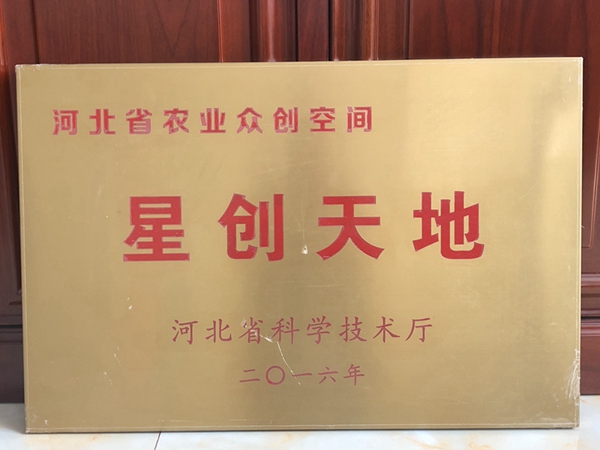 河北省农业众创空间
星创天地
河北省科学技术厅
二〇一六年